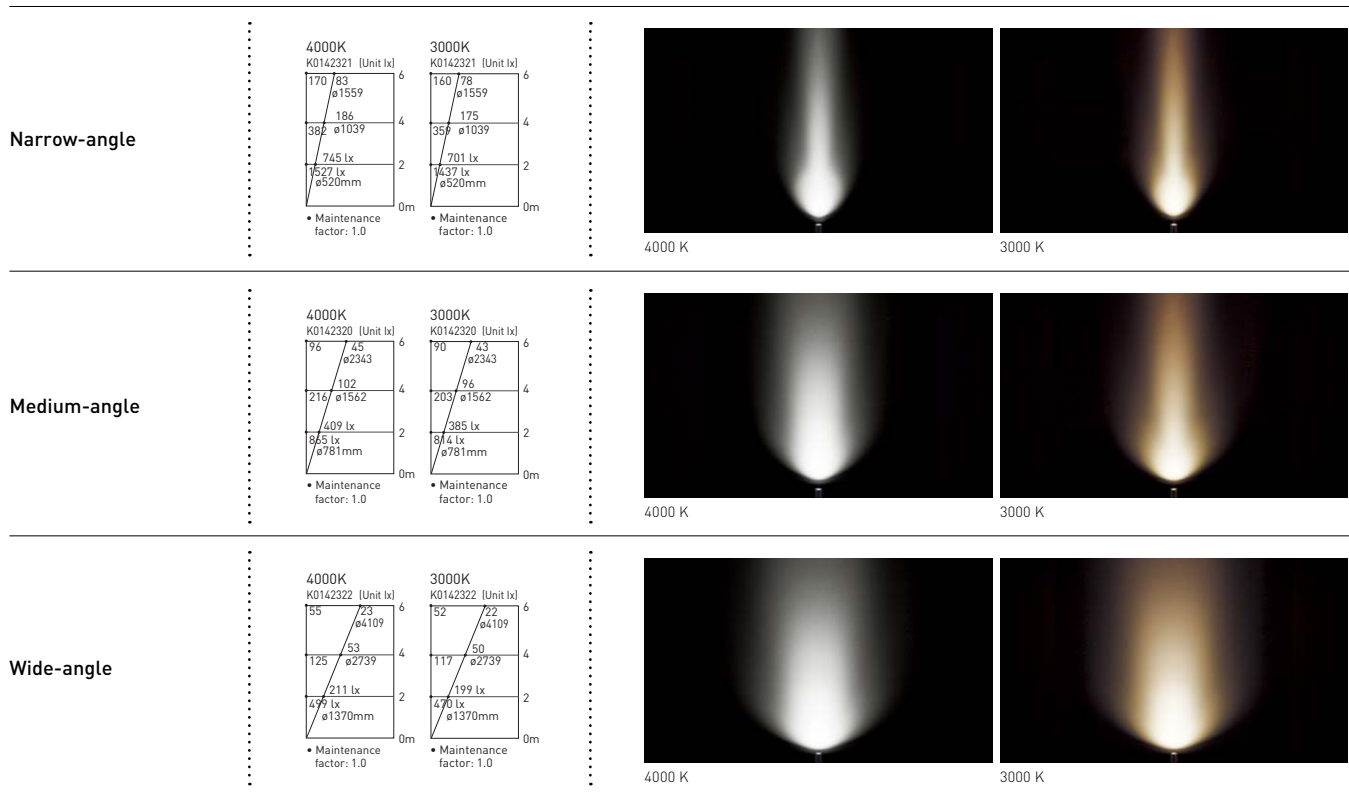 Narrow-angle
4000K
K0142321 (Unit lx)
170 83 6
ø1559
186 4
382 ø1039
745 lx 2
1527 lx
ø520mm
0m
• Maintenance
factor: 1.0
3000K
K0142321 (Unit lx)
160 78 6
ø1559
175 4
359 ø1039
701 lx 2
1437 lx
ø520mm
0m
• Maintenance
factor: 1.0
4000 K
3000 K
Medium-angle
4000K
K0142320 (Unit lx)
96 45 6
ø2343
102 4
216 ø1562
409 lx 2
865 lx
ø781mm
0m
• Maintenance
factor: 1.0
3000K
K0142320 (Unit lx)
90 43 6
ø2343
96 4
203 ø1562
385 lx 2
814 lx
ø781mm
0m
• Maintenance
factor: 1.0
4000 K
3000 K
Wide-angle
4000K
K0142322 (Unit lx)
55 23 6
ø4109
53 4
125 ø2739
211 lx 2
499 lx
ø1370mm
0m
• Maintenance
factor: 1.0
3000K
K0142322 (Unit lx)
52 22 6
ø4109
50 4
117 ø2739
199 lx 2
470 lx
ø1370mm
0m
• Maintenance
factor: 1.0
4000 K
3000 K